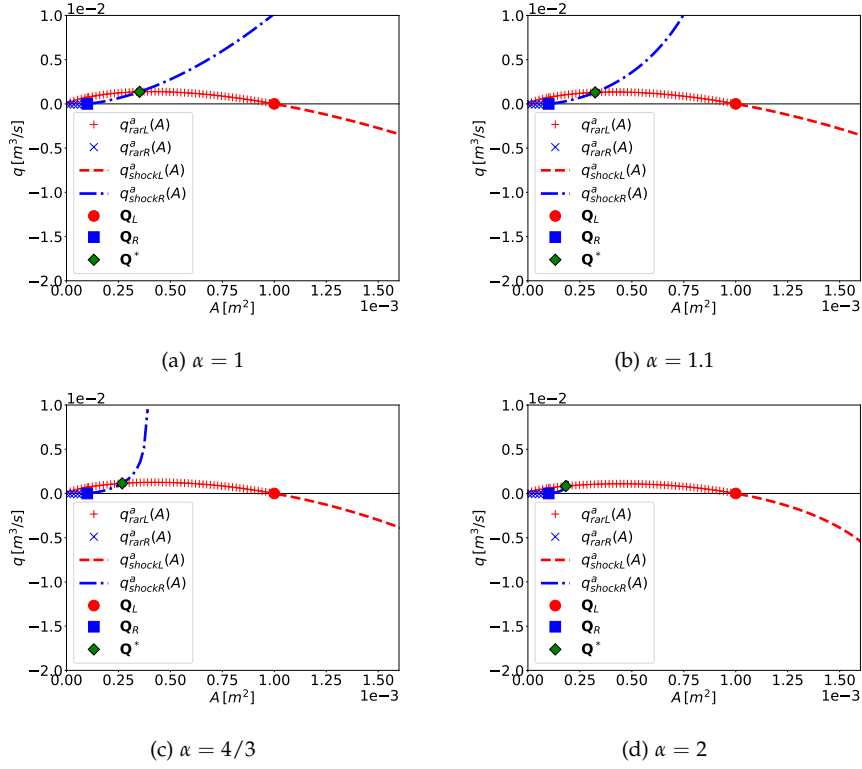 1e−2
1.0
0.5
0.0
−0.5
−1.0
−1.5
−2.0
q [m³/s]
q^a_rarL(A)
q^a_rarR(A)
q^a_shockL(A)
q^a_shockR(A)
Q_L
Q_R
Q*
0.00 0.25 0.50 0.75 1.00 1.25 1.50
1e−3
A [m²]
(a) α = 1
1e−2
1.0
0.5
0.0
−0.5
−1.0
−1.5
−2.0
q [m³/s]
q^a_rarL(A)
q^a_rarR(A)
q^a_shockL(A)
q^a_shockR(A)
Q_L
Q_R
Q*
0.00 0.25 0.50 0.75 1.00 1.25 1.50
1e−3
A [m²]
(b) α = 1.1
1e−2
1.0
0.5
0.0
−0.5
−1.0
−1.5
−2.0
q [m³/s]
q^a_rarL(A)
q^a_rarR(A)
q^a_shockL(A)
q^a_shockR(A)
Q_L
Q_R
Q*
0.00 0.25 0.50 0.75 1.00 1.25 1.50
1e−3
A [m²]
(c) α = 4/3
1e−2
1.0
0.5
0.0
−0.5
−1.0
−1.5
−2.0
q [m³/s]
q^a_rarL(A)
q^a_rarR(A)
q^a_shockL(A)
q^a_shockR(A)
Q_L
Q_R
Q*
0.00 0.25 0.50 0.75 1.00 1.25 1.50
1e−3
A [m²]
(d) α = 2